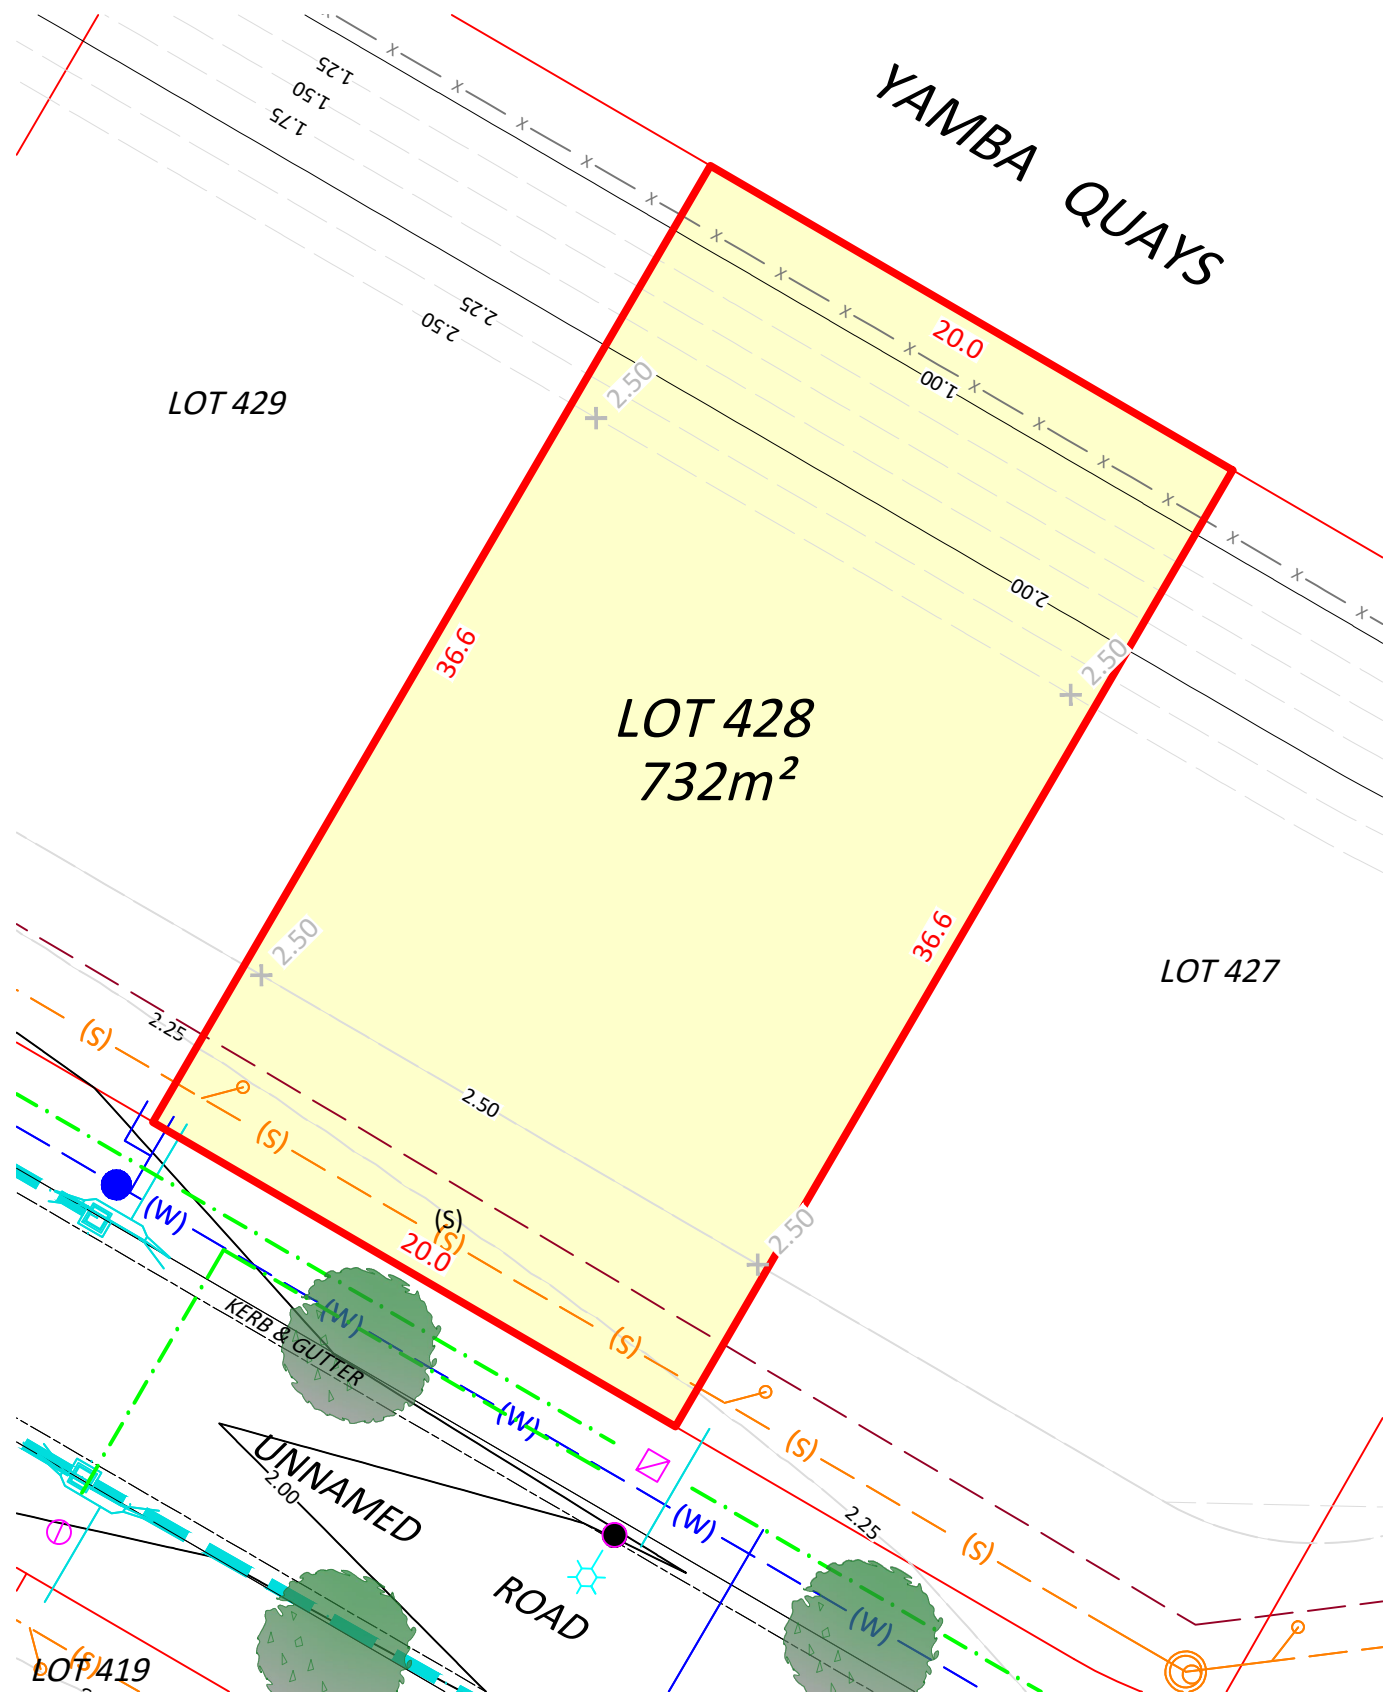 YAMBA QUAYS
1.25
1.50
1.75
2.25
2.50
LOT 429
20.0
1.00
2.50
2.00
2.50
36.6
LOT 428
732m²
36.6
LOT 427
2.50
2.25
2.50
2.50
(S)
(S)
(S)
(S)
20.0
(S)
(S)
(S)
(W)
(W)
(W)
(W)
(W)
KERB & GUTTER
UNNAMED
ROAD
2.00
2.25
(S)
LOT 419
x x x x x x x x x x x x x x x x x